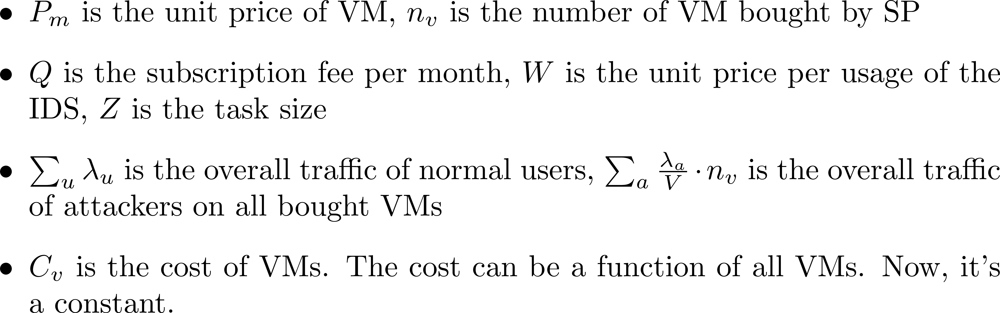 • $P_m$ is the unit price of VM, $n_v$ is the number of VM bought by SP
• $Q$ is the subscription fee per month, $W$ is the unit price per usage of the
IDS, $Z$ is the task size
• $\sum_u \lambda_u$ is the overall traffic of normal users, $\sum_a \frac{\lambda_a}{V} \cdot n_v$ is the overall traffic
of attackers on all bought VMs
• $C_v$ is the cost of VMs. The cost can be a function of all VMs. Now, it's
a constant.